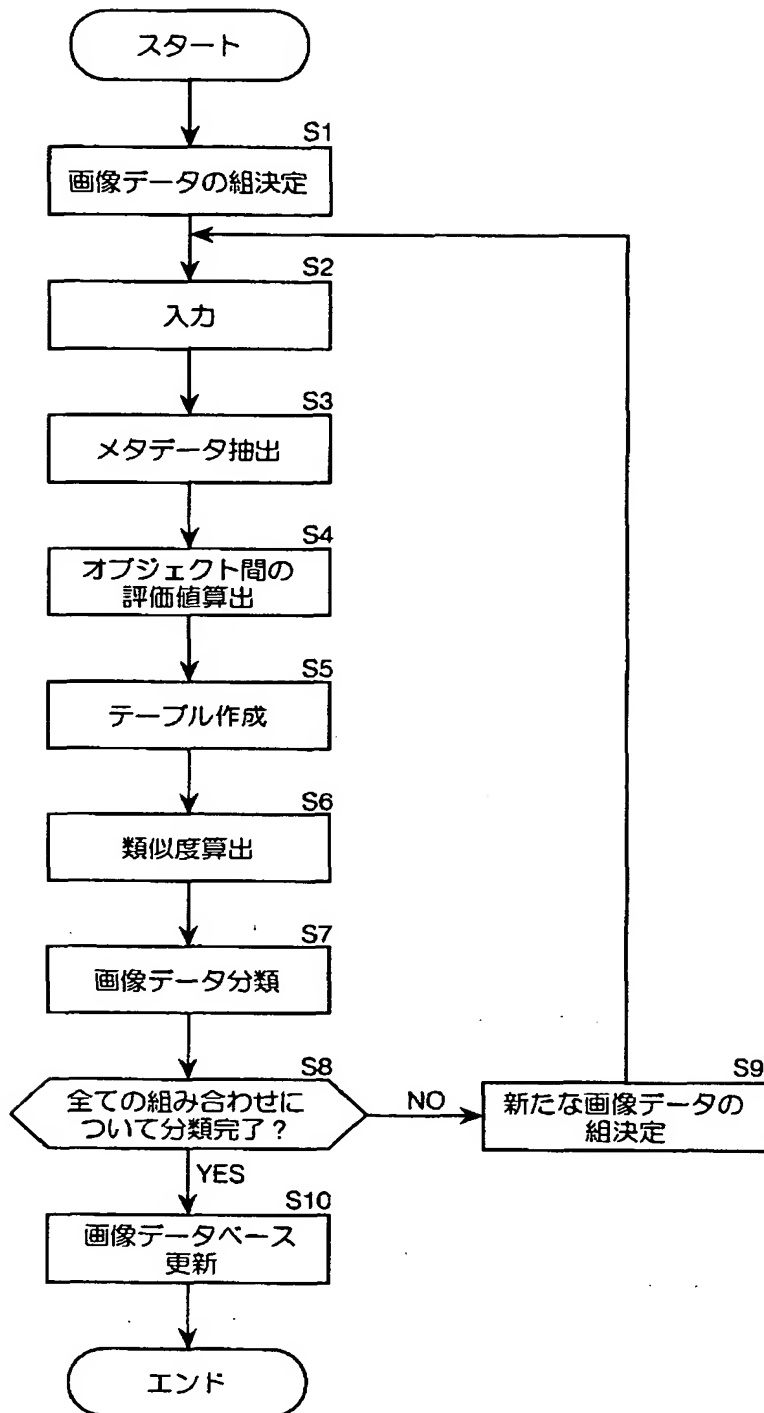 スタート
S1
画像データの組決定
S2
入力
S3
メタデータ抽出
S4
オブジェクト間の
評価値算出
S5
テーブル作成
S6
類似度算出
S7
画像データ分類
S8
全ての組み合わせに
ついて分類完了？
NO
S9
新たな画像データの
組決定
YES
S10
画像データベース
更新
エンド